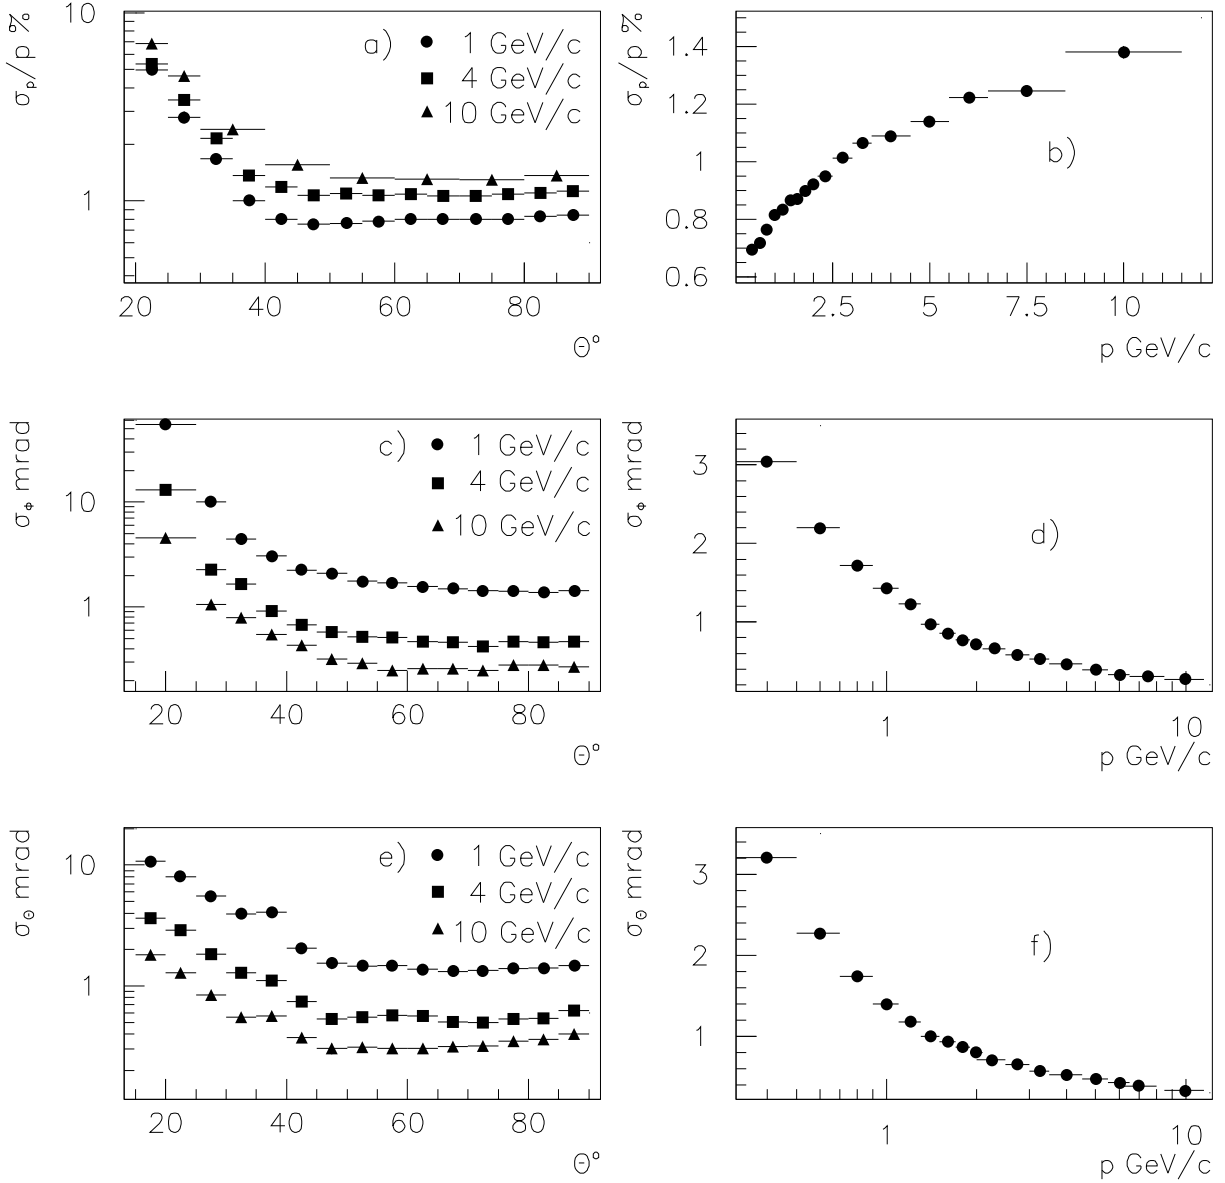 σp/p %
10
1
a)
1 GeV/c
4 GeV/c
10 GeV/c
20 40 60 80
Θ°
σp/p %
1.4
1.2
1
0.8
0.6
b)
2.5 5 7.5 10
p GeV/c
σϕ mrad
10
1
c)
1 GeV/c
4 GeV/c
10 GeV/c
20 40 60 80
Θ°
σϕ mrad
3
2
1
d)
1 10
p GeV/c
σΘ mrad
10
1
e)
1 GeV/c
4 GeV/c
10 GeV/c
20 40 60 80
Θ°
σΘ mrad
3
2
1
f)
1 10
p GeV/c